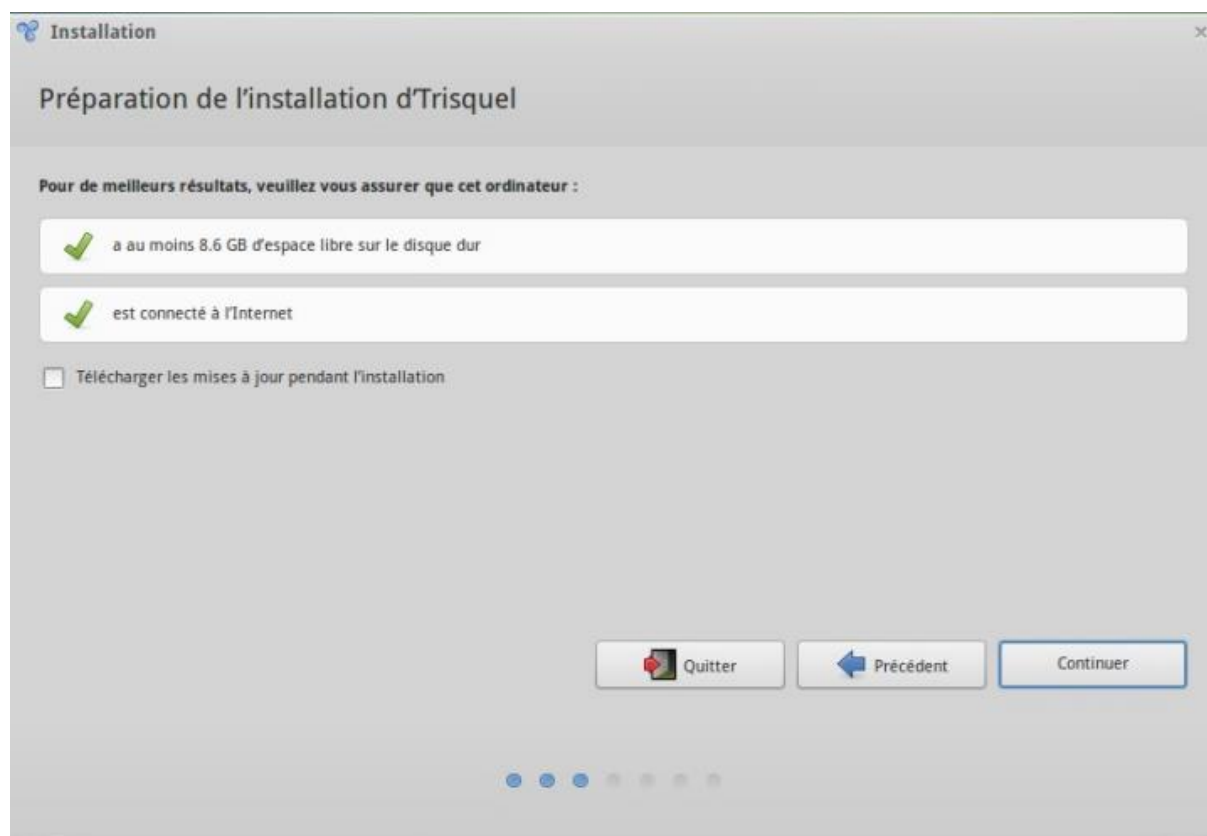 Installation
Préparation de l'installation d'Trisquel
Pour de meilleurs résultats, veuillez vous assurer que cet ordinateur :
a au moins 8.6 GB d'espace libre sur le disque dur
est connecté à l'Internet
Télécharger les mises à jour pendant l'installation
Quitter
Précédent
Continuer